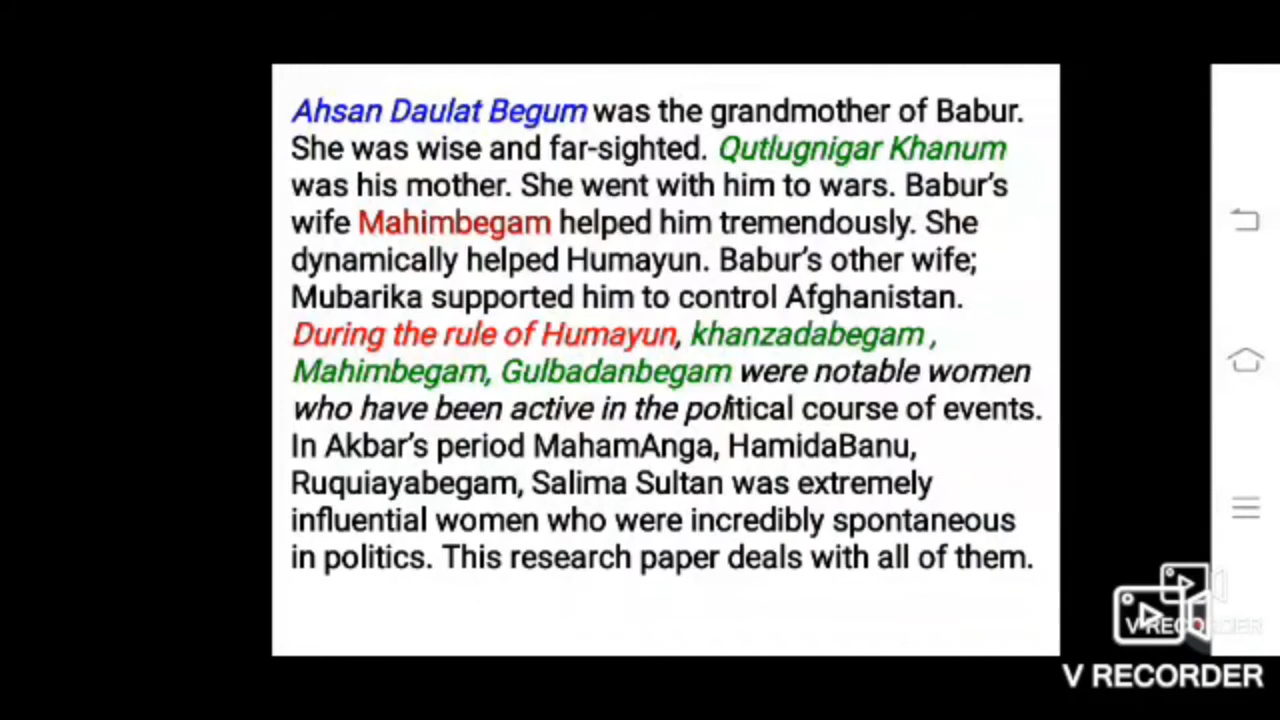 Ahsan Daulat Begum was the grandmother of Babur.
She was wise and far-sighted. Qutlugnigar Khanum
was his mother. She went with him to wars. Babur's
wife Mahimbegam helped him tremendously. She
dynamically helped Humayun. Babur's other wife;
Mubarika supported him to control Afghanistan.
During the rule of Humayun, khanzadabegam ,
Mahimbegam, Gulbadanbegam were notable women
who have been active in the political course of events.
In Akbar's period MahamAnga, HamidaBanu,
Ruquiayabegam, Salima Sultan was extremely
influential women who were incredibly spontaneous
in politics. This research paper deals with all of them.
V RECORDER
V RECORDER